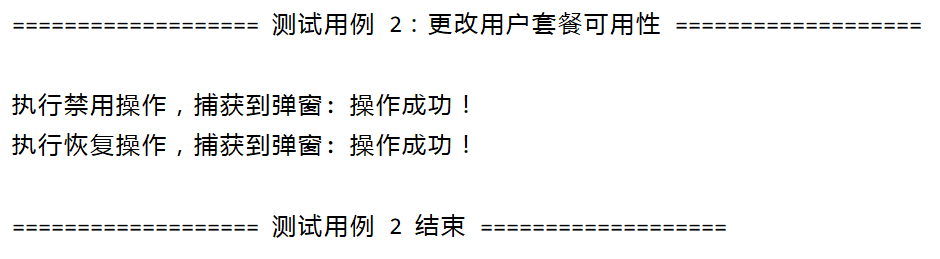 =================== 测试用例 2：更改用户套餐可用性 ===================
执行禁用操作，捕获到弹窗: 操作成功！
执行恢复操作，捕获到弹窗: 操作成功！
=================== 测试用例 2 结束 ===================